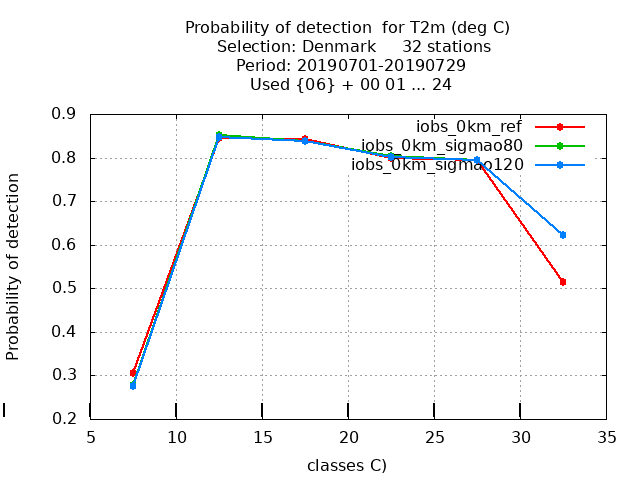 Probability of detection  for T2m (deg C)
Selection: Denmark     32 stations
Period: 20190701-20190729
Used {06} + 00 01 ... 24
0.9
0.8
0.7
0.6
0.5
0.4
0.3
0.2
Probability of detection
iobs_0km_ref
iobs_0km_sigmao80
iobs_0km_sigmao120
5 10 15 20 25 30 35
classes C)